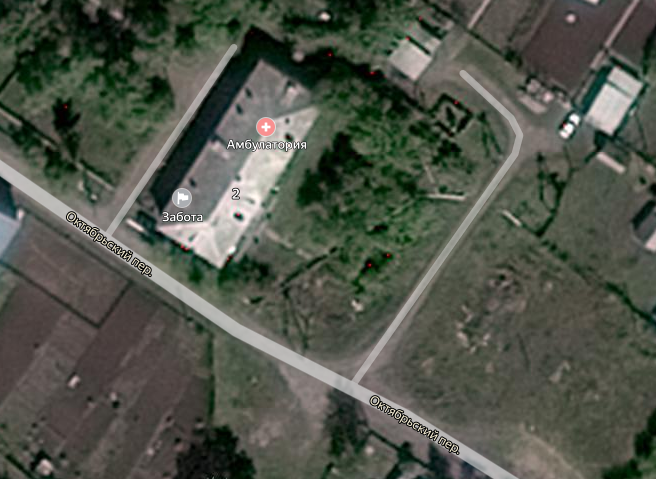 Амбулатория
2
Забота
Октябрьский пер.
Октябрьский пер.